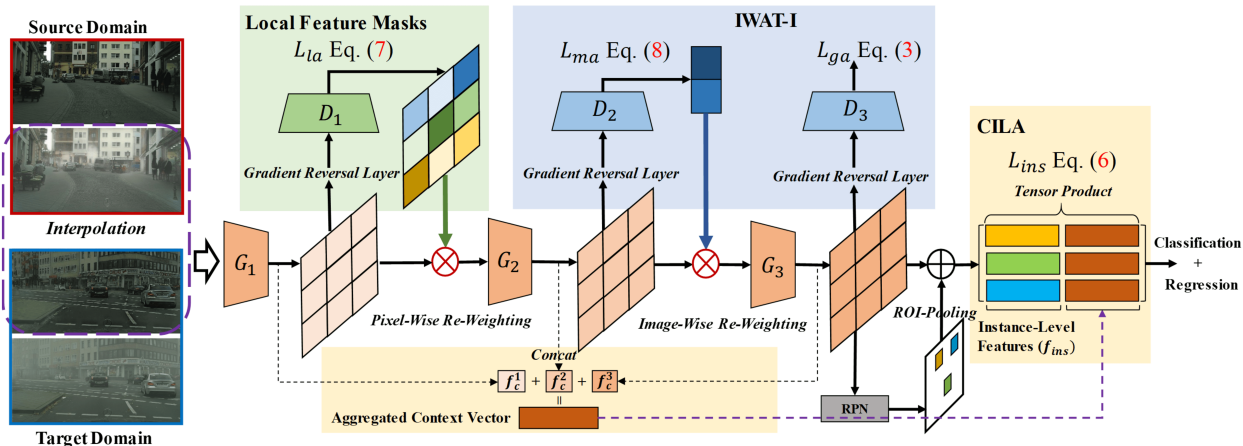 Source Domain
Interpolation
Target Domain
Local Feature Masks
L_la Eq. (7)
D_1
Gradient Reversal Layer
IWAT-I
L_ma Eq. (8)
D_2
Gradient Reversal Layer
L_ga Eq. (3)
D_3
Gradient Reversal Layer
CILA
L_ins Eq. (6)
Tensor Product
G_1
G_2
G_3
Pixel-Wise Re-Weighting
Image-Wise Re-Weighting
ROI-Pooling
Instance-Level
Features (f_ins)
Classification
+
Regression
Concat
f_c^1 + f_c^2 + f_c^3
=
Aggregated Context Vector
RPN